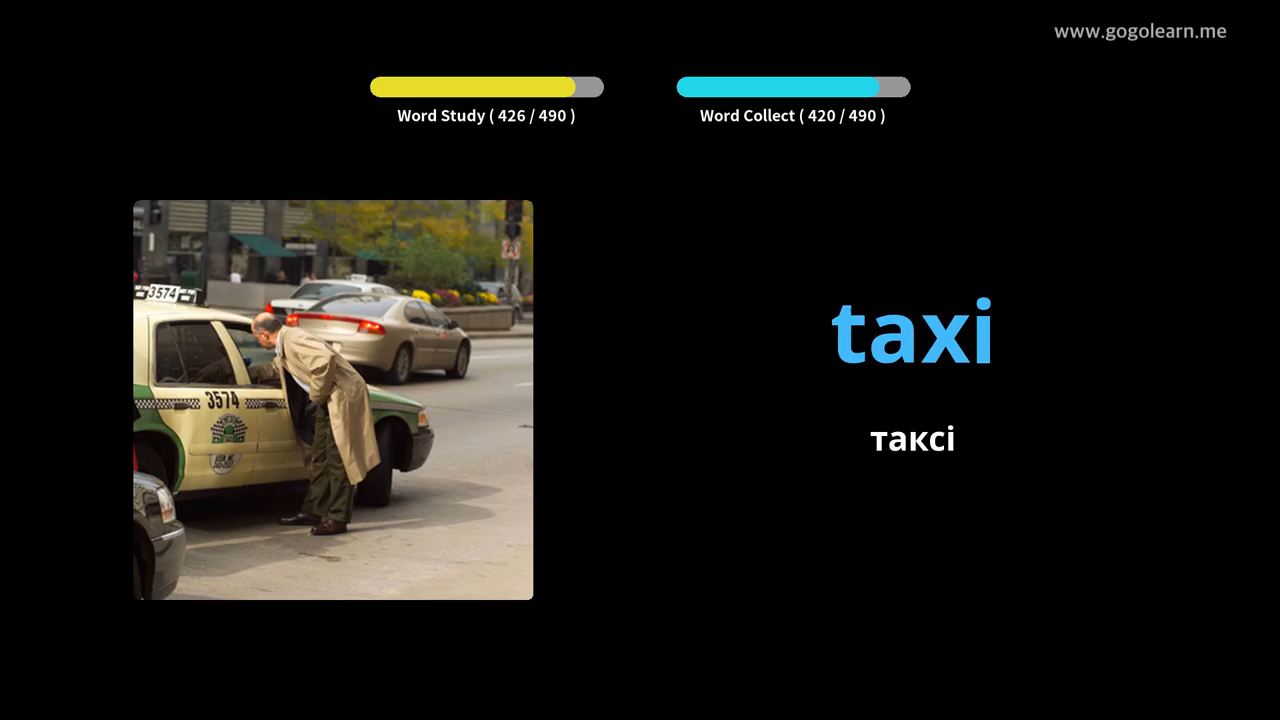 www.gogolearn.me
Word Study ( 426 / 490 )
Word Collect ( 420 / 490 )
3574
3574
taxi
таксі